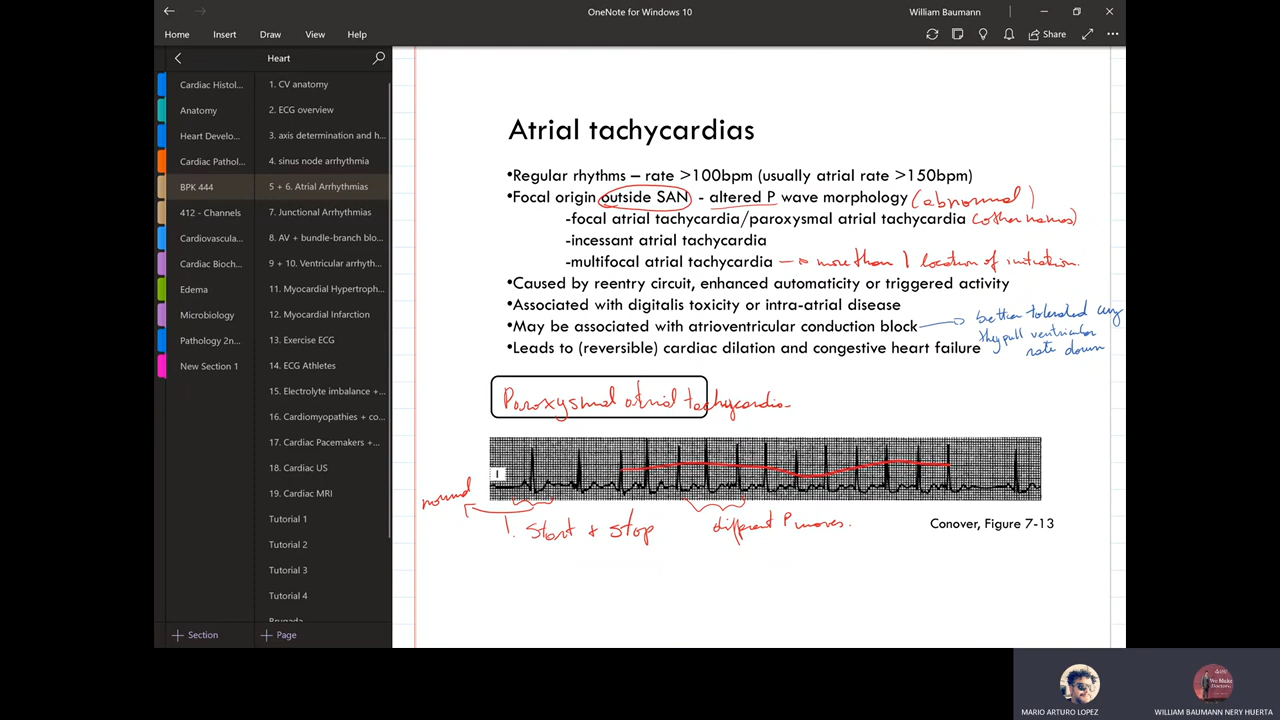 OneNote for Windows 10
William Baumann
Home Insert Draw View Help
Share
Heart
Cardiac Histol...
Anatomy
Heart Develo...
Cardiac Pathol...
BPK 444
412 - Channels
Cardiovascula...
Cardiac Bioch...
Edema
Microbiology
Pathology 2n...
New Section 1
Section
1. CV anatomy
2. ECG overview
3. axis determination and h...
4. sinus node arrhythmia
5 + 6. Atrial Arrhythmias
7. Junctional Arrhythmias
8. AV + bundle-branch blo...
9 + 10. Ventricular arrhyth...
11. Myocardial Hypertroph...
12. Myocardial Infarction
13. Exercise ECG
14. ECG Athletes
15. Electrolyte imbalance +...
16. Cardiomyopathies + co...
17. Cardiac Pacemakers +...
18. Cardiac US
19. Cardiac MRI
Tutorial 1
Tutorial 2
Tutorial 3
Tutorial 4
Brugada
Page
Atrial tachycardias
•Regular rhythms – rate >100bpm (usually atrial rate >150bpm)
•Focal origin outside SAN - altered P wave morphology (abnormal)
-focal atrial tachycardia/paroxysmal atrial tachycardia (other names)
-incessant atrial tachycardia
-multifocal atrial tachycardia → more than 1 location of initiation.
•Caused by reentry circuit, enhanced automaticity or triggered activity
•Associated with digitalis toxicity or intra-atrial disease
•May be associated with atrioventricular conduction block → better tolerated
they pull ventricular
rate down
•Leads to (reversible) cardiac dilation and congestive heart failure
Paroxysmal atrial tachycardia
I
normal
1. Start & Stop
different P
Conover, Figure 7-13
MARIO ARTURO LOPEZ
WILLIAM BAUMANN NERY HUERTA
We Make
Doctors